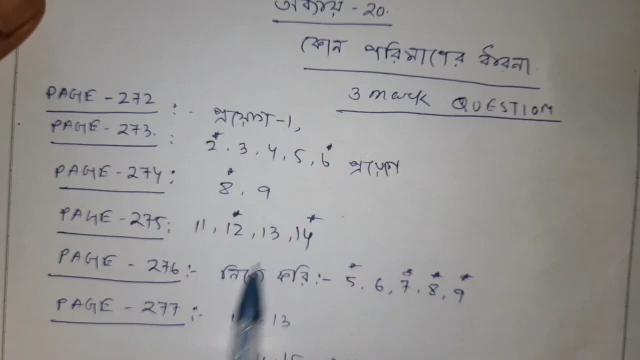 অধ্যায় - 20.
কোন পরিমাপের ধারনা
3 mark QUESTION
PAGE-272 :- প্রয়োগ-1,
PAGE-273 : 2*, 3, 4, 5, 6* প্রয়োগ
PAGE-274 : 8*, 9
PAGE-275: 11, 12*, 13, 14*
PAGE-276:- নিজে করি:- 5*, 6, 7*, 8*, 9*
PAGE-277:- 13